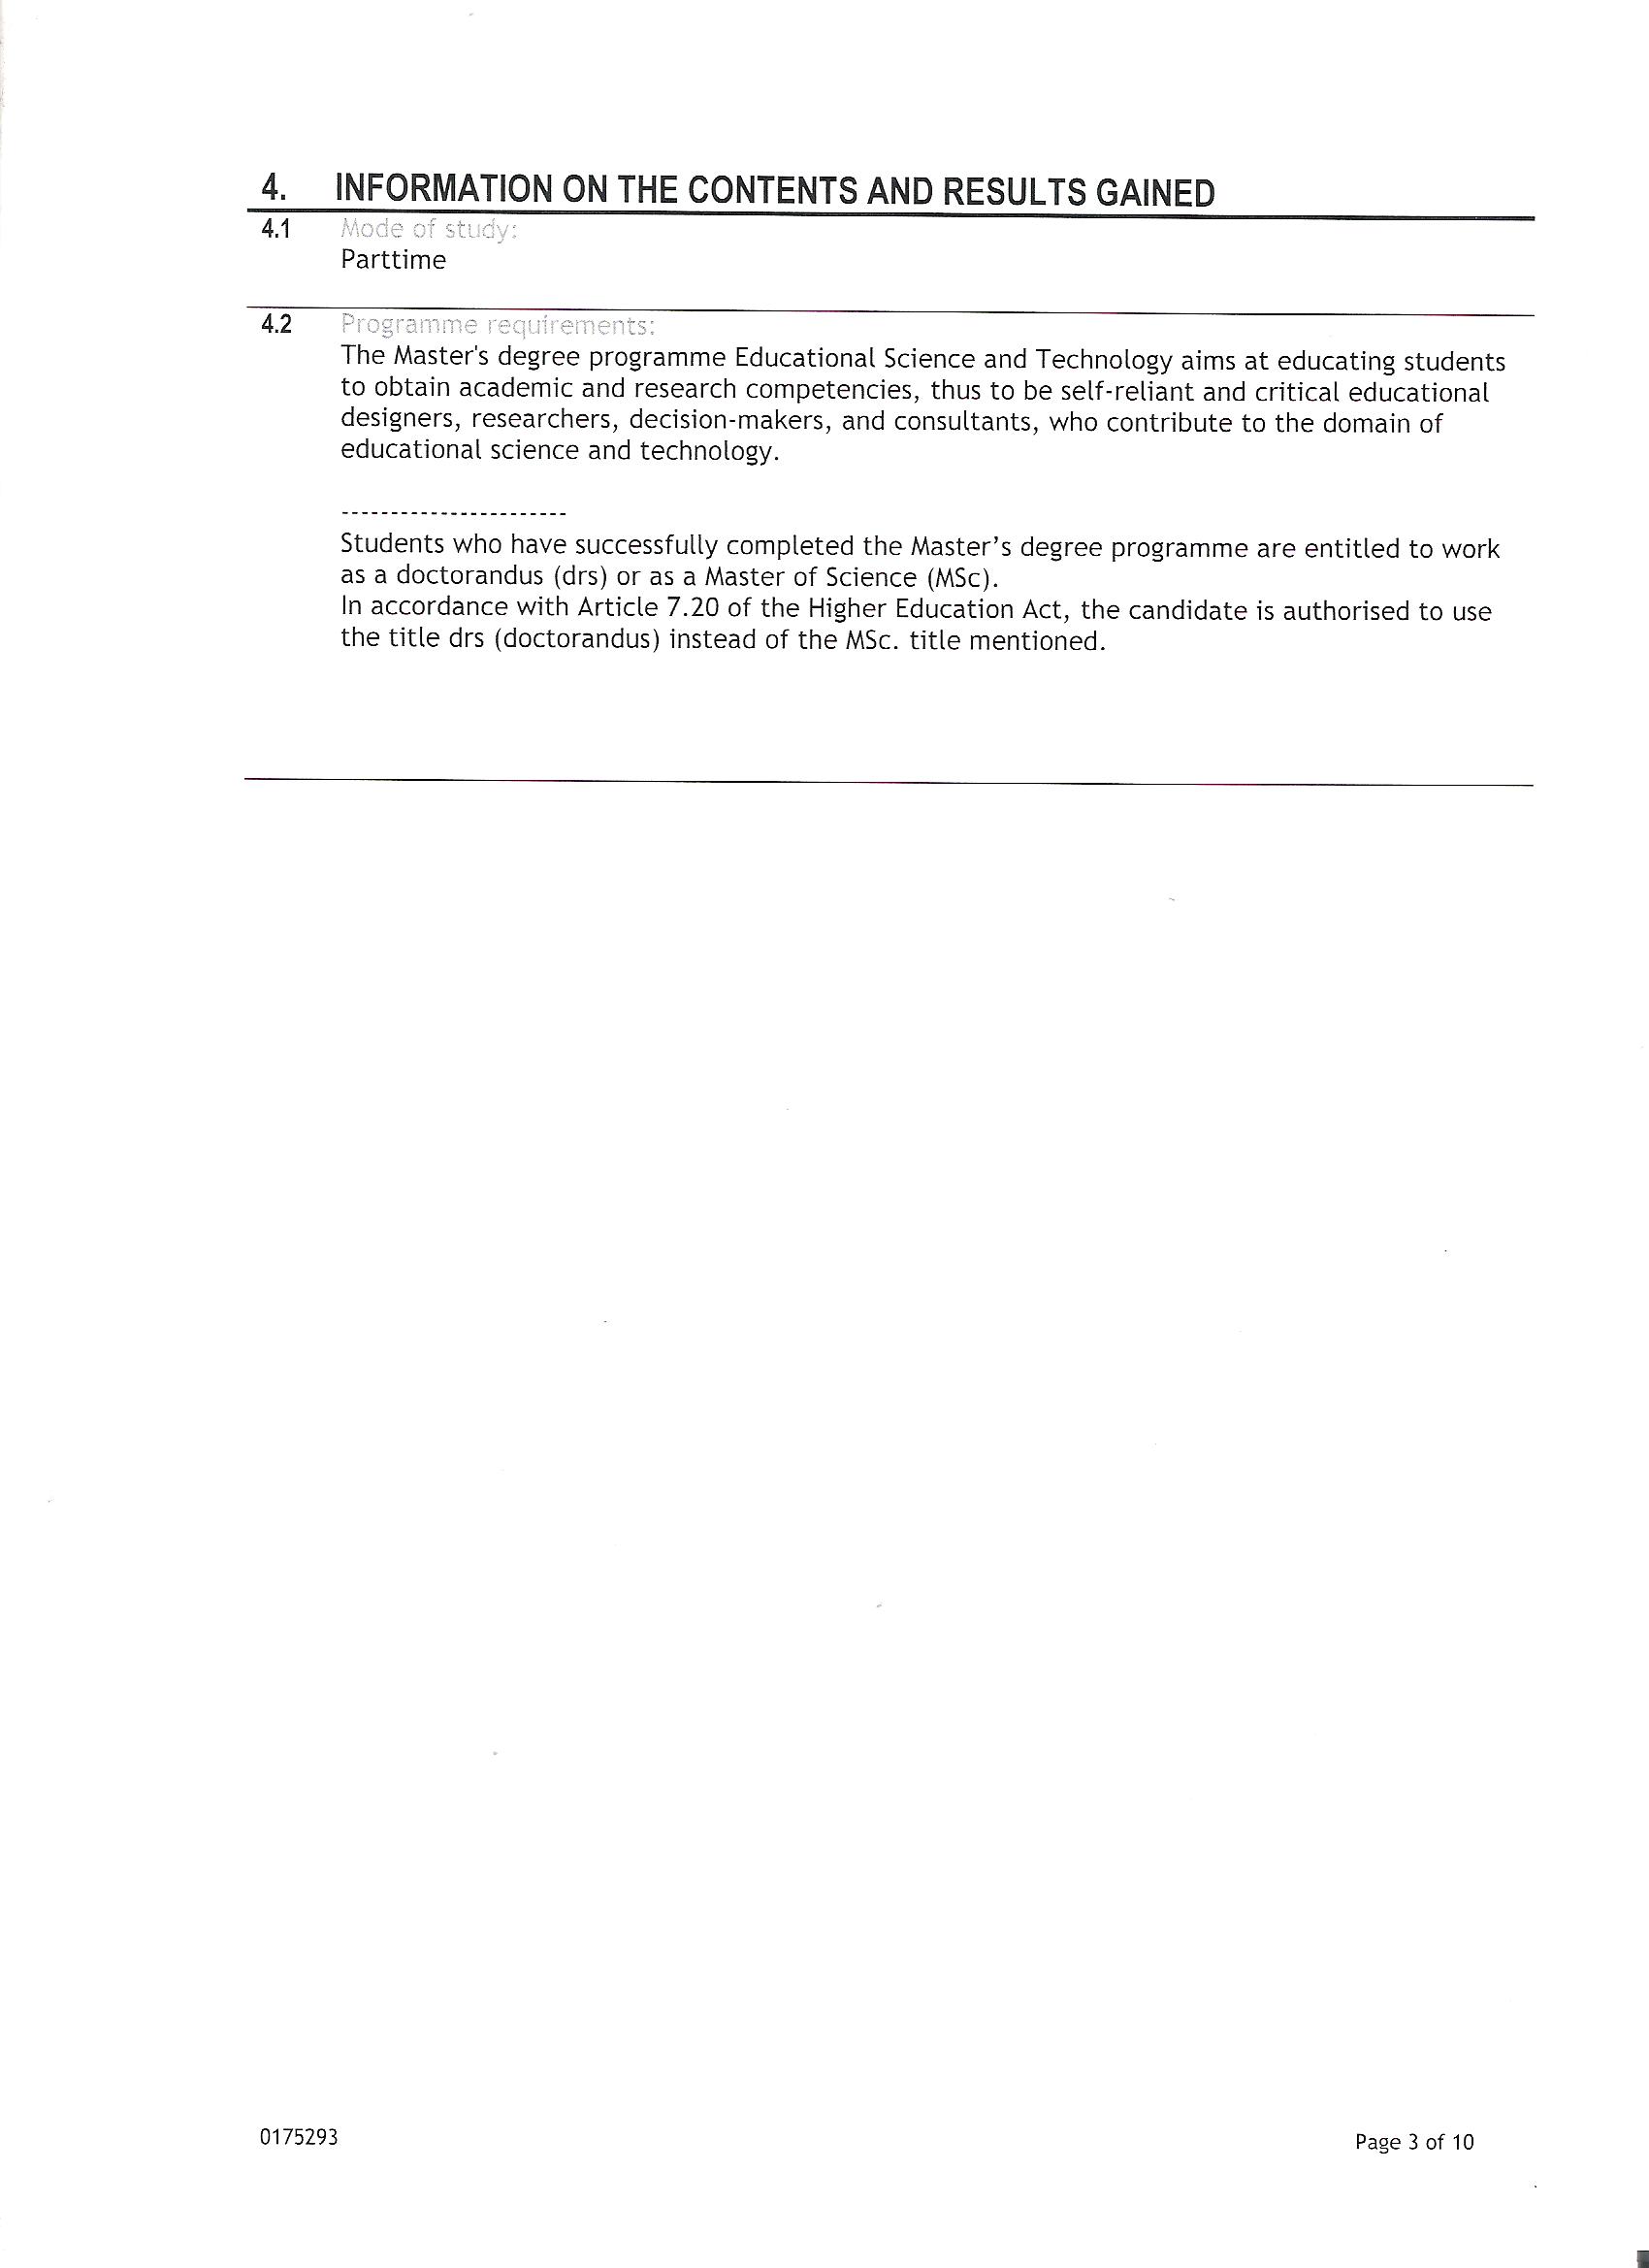 4. INFORMATION ON THE CONTENTS AND RESULTS GAINED
4.1 Mode of study:
Parttime
4.2 Programme requirements:
The Master's degree programme Educational Science and Technology aims at educating students
to obtain academic and research competencies, thus to be self-reliant and critical educational
designers, researchers, decision-makers, and consultants, who contribute to the domain of
educational science and technology.
-----------------------
Students who have successfully completed the Master’s degree programme are entitled to work
as a doctorandus (drs) or as a Master of Science (MSc).
In accordance with Article 7.20 of the Higher Education Act, the candidate is authorised to use
the title drs (doctorandus) instead of the MSc. title mentioned.
0175293 Page 3 of 10